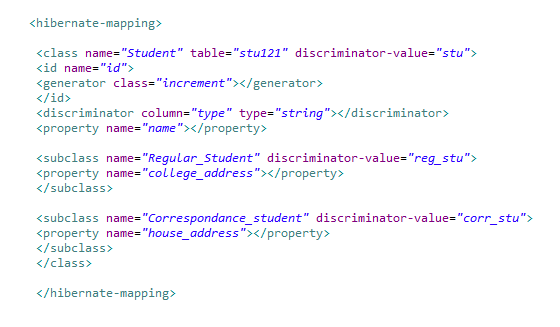 <hibernate-mapping>
<class name="Student" table="stu121" discriminator-value="stu">
<id name="id">
<generator class="increment"></generator>
</id>
<discriminator column="type" type="string"></discriminator>
<property name="name"></property>
<subclass name="Regular_Student" discriminator-value="reg_stu">
<property name="college_address"></property>
</subclass>
<subclass name="Correspondance_student" discriminator-value="corr_stu">
<property name="house_address"></property>
</subclass>
</class>
</hibernate-mapping>